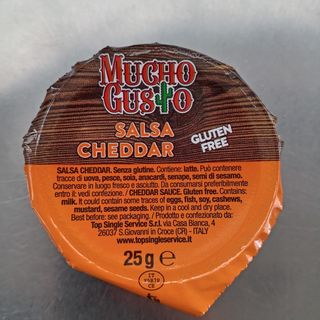 MUCHO
GUSTO
SALSA
CHEDDAR
GLUTEN
FREE
SALSA CHEDDAR. Senza glutine. Contiene: latte. Può contenere
tracce di uova, pesce, soia, anacardi, senape, semi di sesamo.
Conservare in luogo fresco e asciutto. Da consumarsi preferibilmente
entro il: vedi confezione. / CHEDDAR SAUCE. Gluten free. Contains:
milk. It could contain some traces of eggs, fish, soy, cashews,
mustard, sesame seeds. Keep in a cool and dry place.
Best before: see packaging. / Prodotto e confezionato da:
Top Single Service S.r.l. via Casa Bianca, 4
26037 S.Giovanni in Croce (CR) - ITALY
www.topsingleservice.it
25g e
IT
CE